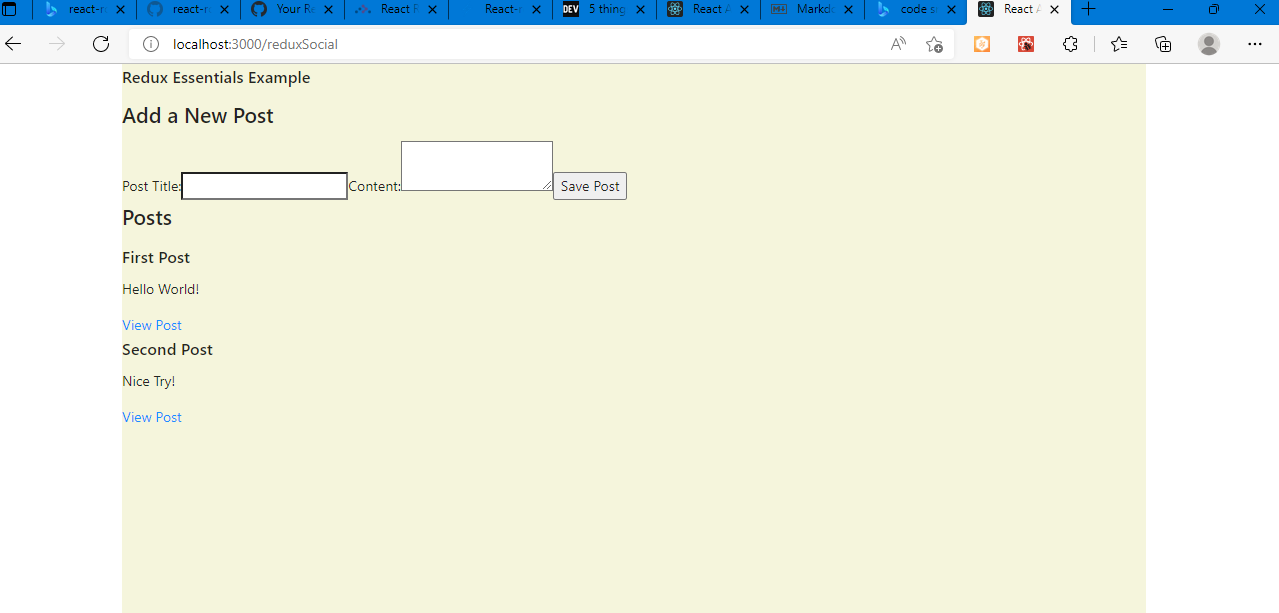 react-r
react-r
Your Re
React R
React-r
DEV 5 thing
React A
Markdo
code s
React A
localhost:3000/reduxSocial
Redux Essentials Example
Add a New Post
Post Title: Content: Save Post
Posts
First Post
Hello World!
View Post
Second Post
Nice Try!
View Post